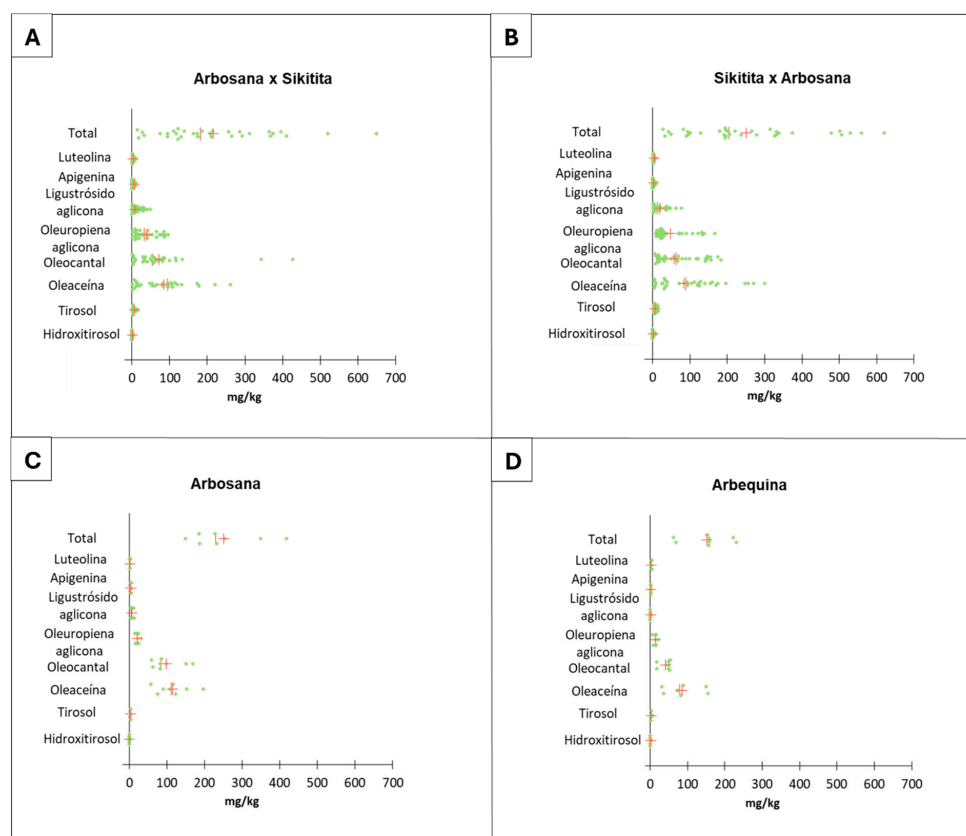 A
Arbosana x Sikitita
Total
Luteolina
Apigenina
Ligustrósido
aglicona
Oleuropiena
aglicona
Oleocantal
Oleaceína
Tirosol
Hidroxitirosol
0 100 200 300 400 500 600 700
mg/kg
B
Sikitita x Arbosana
Total
Luteolina
Apigenina
Ligustrósido
aglicona
Oleuropiena
aglicona
Oleocantal
Oleaceína
Tirosol
Hidroxitirosol
0 100 200 300 400 500 600 700
mg/kg
C
Arbosana
Total
Luteolina
Apigenina
Ligustrósido
aglicona
Oleuropiena
aglicona
Oleocantal
Oleaceína
Tirosol
Hidroxitirosol
0 100 200 300 400 500 600 700
mg/kg
D
Arbequina
Total
Luteolina
Apigenina
Ligustrósido
aglicona
Oleuropiena
aglicona
Oleocantal
Oleaceína
Tirosol
Hidroxitirosol
0 100 200 300 400 500 600 700
mg/kg